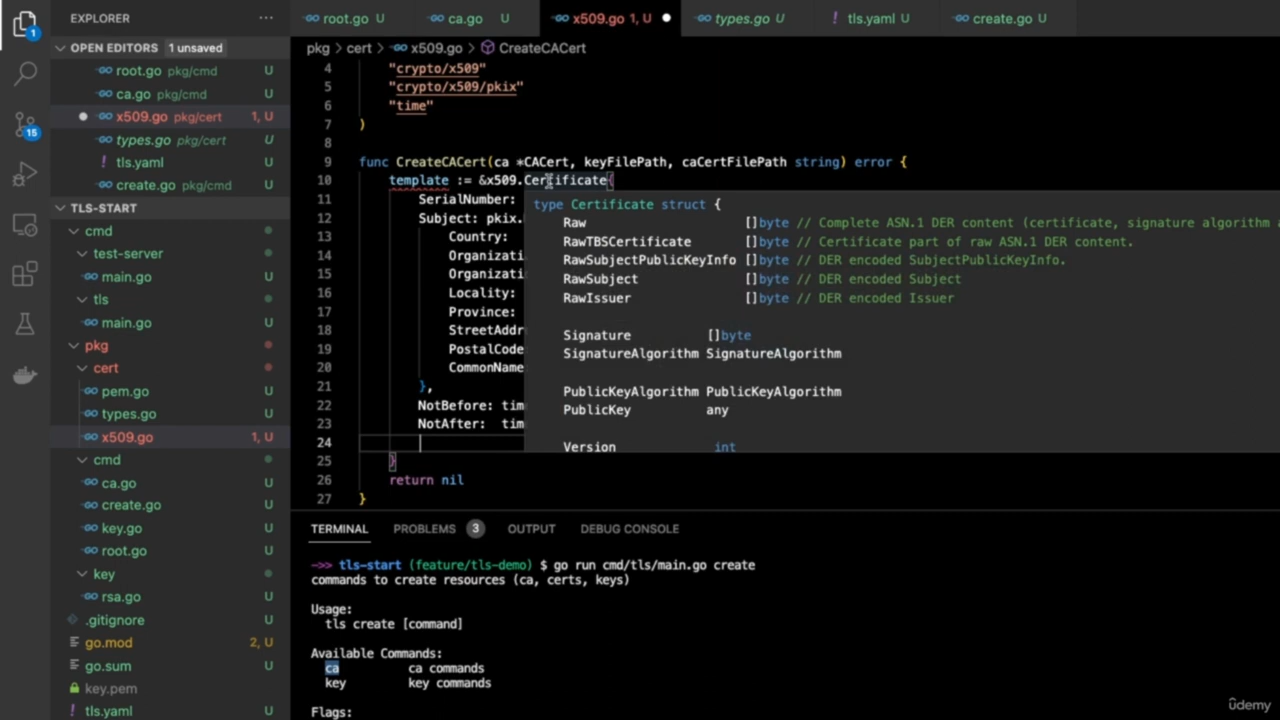 EXPLORER
OPEN EDITORS 1 unsaved
root.go pkg/cmd U
ca.go pkg/cmd U
x509.go pkg/cert 1, U
types.go pkg/cert U
tls.yaml U
create.go pkg/cmd U
TLS-START
cmd
test-server
main.go U
tls
main.go U
pkg
cert
pem.go U
types.go U
x509.go 1, U
cmd
ca.go U
create.go U
key.go U
root.go U
key
rsa.go U
.gitignore U
go.mod 2, U
go.sum U
key.pem
tls.yaml U
1
15
root.go U ca.go U x509.go 1, U types.go U tls.yaml U create.go U
pkg > cert > x509.go > CreateCACert
4 "crypto/x509"
5 "crypto/x509/pkix"
6 "time"
7 )
8
9 func CreateCACert(ca *CACert, keyFilePath, caCertFilePath string) error {
10 template := &x509.Certificate{
11 SerialNumber:
12 Subject: pkix.
13 Country:
14 Organizati
15 Organizati
16 Locality:
17 Province:
18 StreetAddr
19 PostalCode
20 CommonName
21 },
22 NotBefore: tim
23 NotAfter: tim
24
25 }
26 return nil
27 }
type Certificate struct {
Raw []byte // Complete ASN.1 DER content (certificate, signature algorithm
RawTBSCertificate []byte // Certificate part of raw ASN.1 DER content.
RawSubjectPublicKeyInfo []byte // DER encoded SubjectPublicKeyInfo.
RawSubject []byte // DER encoded Subject
RawIssuer []byte // DER encoded Issuer
Signature []byte
SignatureAlgorithm SignatureAlgorithm
PublicKeyAlgorithm PublicKeyAlgorithm
PublicKey any
Version int
TERMINAL PROBLEMS 3 OUTPUT DEBUG CONSOLE
->>> tls-start (feature/tls-demo) $ go run cmd/tls/main.go create
commands to create resources (ca, certs, keys)
Usage:
tls create [command]
Available Commands:
ca ca commands
key key commands
Flags:
udemy